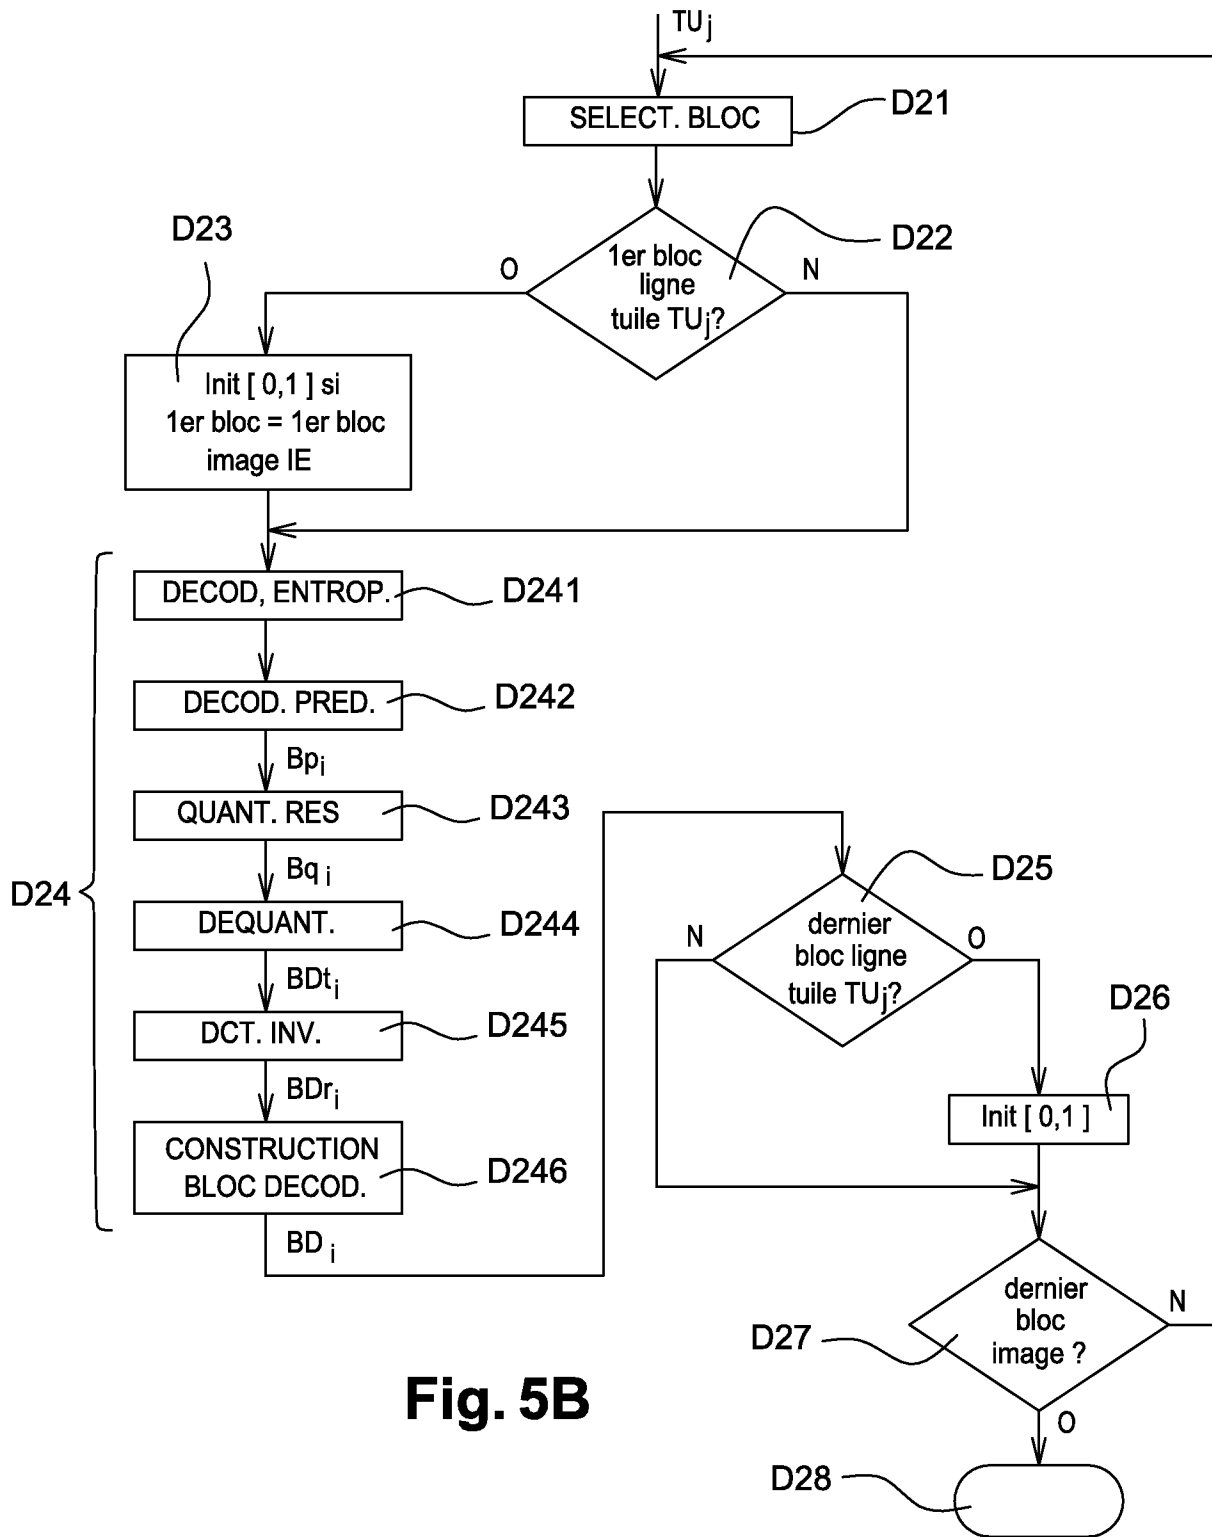 TUj
SELECT. BLOC
D21
D23
D22
1er bloc
ligne
tuile TUj?
O
N
Init [ 0,1 ] si
1er bloc = 1er bloc
image IE
DECOD, ENTROP.
D241
DECOD. PRED.
D242
Bpi
QUANT. RES
D243
Bqi
D24
DEQUANT.
D244
BDti
DCT. INV.
D245
BDri
CONSTRUCTION
BLOC DECOD.
D246
BDi
D25
dernier
bloc ligne
tuile TUj?
N
O
D26
Init [ 0,1 ]
dernier
bloc
image ?
N
D27
O
D28
Fig. 5B